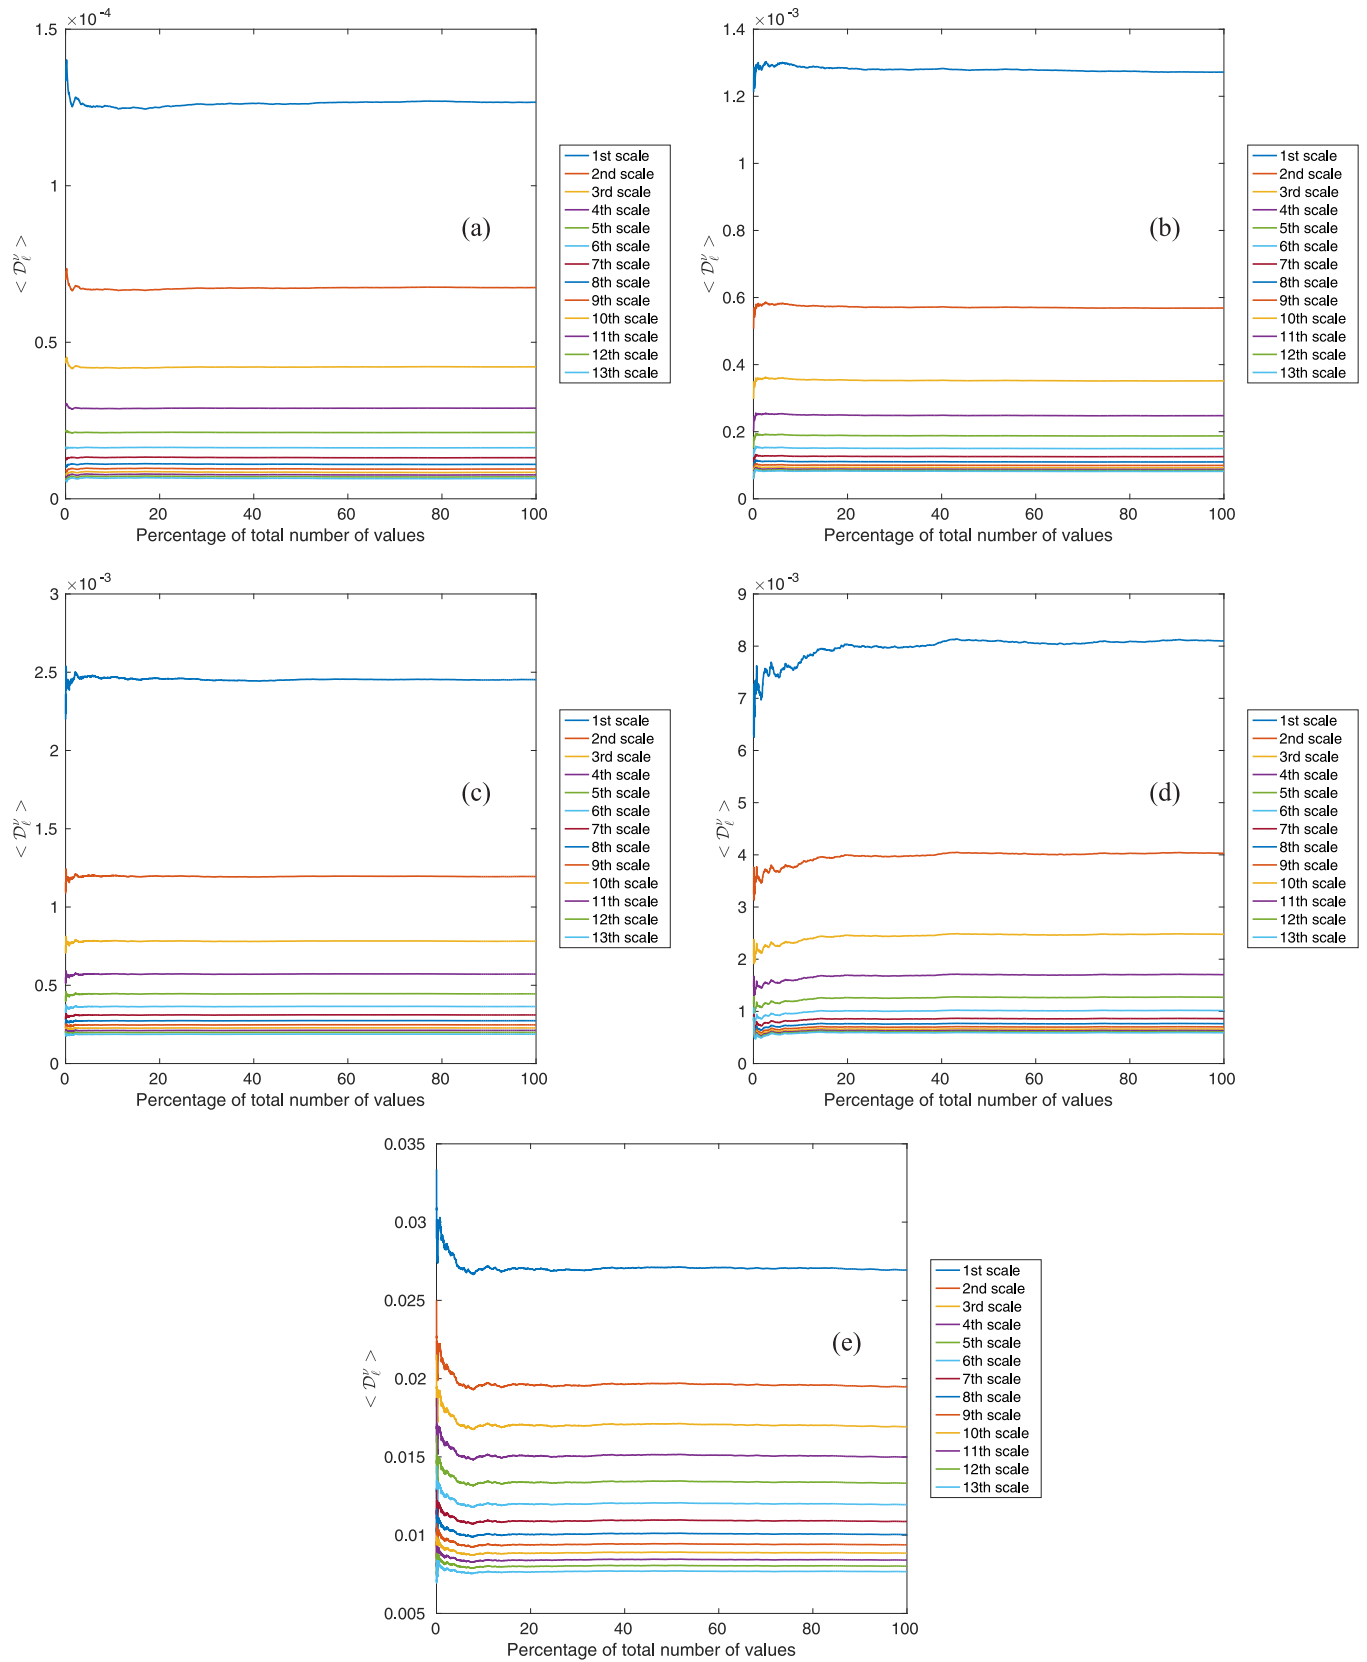 ×10⁻⁴
1.5
1
0.5
0
< 𝒟ℓ^ν >
(a)
0 20 40 60 80 100
Percentage of total number of values
1st scale
2nd scale
3rd scale
4th scale
5th scale
6th scale
7th scale
8th scale
9th scale
10th scale
11th scale
12th scale
13th scale
×10⁻³
1.4
1.2
1
0.8
0.6
0.4
0.2
0
< 𝒟ℓ^ν >
(b)
0 20 40 60 80 100
Percentage of total number of values
1st scale
2nd scale
3rd scale
4th scale
5th scale
6th scale
7th scale
8th scale
9th scale
10th scale
11th scale
12th scale
13th scale
×10⁻³
3
2.5
2
1.5
1
0.5
0
< 𝒟ℓ^ν >
(c)
0 20 40 60 80 100
Percentage of total number of values
1st scale
2nd scale
3rd scale
4th scale
5th scale
6th scale
7th scale
8th scale
9th scale
10th scale
11th scale
12th scale
13th scale
×10⁻³
9
8
7
6
5
4
3
2
1
0
< 𝒟ℓ^ν >
(d)
0 20 40 60 80 100
Percentage of total number of values
1st scale
2nd scale
3rd scale
4th scale
5th scale
6th scale
7th scale
8th scale
9th scale
10th scale
11th scale
12th scale
13th scale
0.035
0.03
0.025
0.02
0.015
0.01
0.005
< 𝒟ℓ^ν >
(e)
0 20 40 60 80 100
Percentage of total number of values
1st scale
2nd scale
3rd scale
4th scale
5th scale
6th scale
7th scale
8th scale
9th scale
10th scale
11th scale
12th scale
13th scale